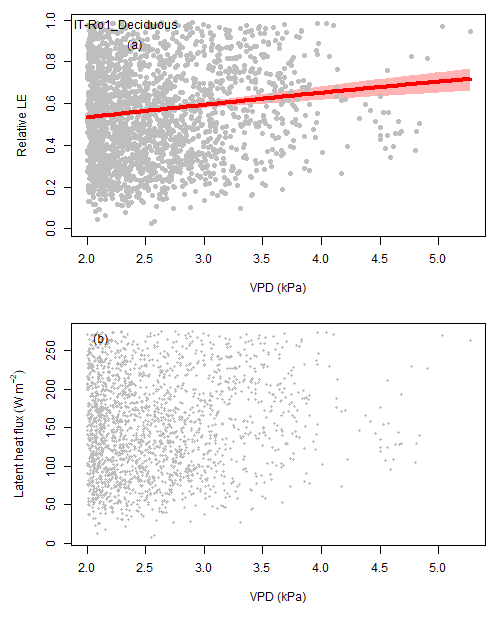 IT-Ro1_Deciduous
(a)
1.0
0.8
0.6
0.4
0.2
0.0
Relative LE
2.0 2.5 3.0 3.5 4.0 4.5 5.0
VPD (kPa)
(b)
250
200
150
100
50
0
Latent heat flux (W m⁻²)
2.0 2.5 3.0 3.5 4.0 4.5 5.0
VPD (kPa)